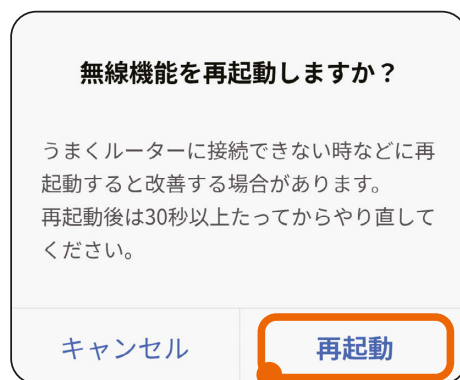 無線機能を再起動しますか？
うまくルーターに接続できない時などに再
起動すると改善する場合があります。
再起動後は30秒以上たってからやり直して
ください。
キャンセル
再起動